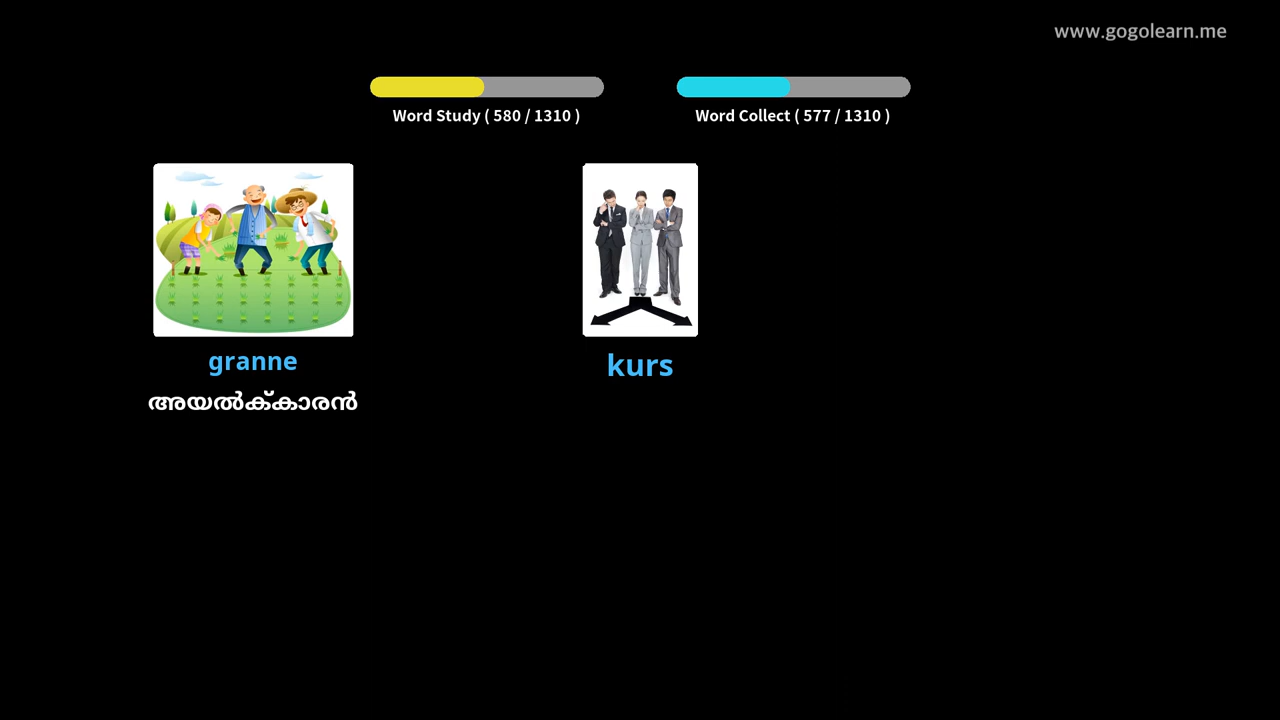 www.gogolearn.me
Word Study ( 580 / 1310 )
Word Collect ( 577 / 1310 )
granne
അയൽക്കാരൻ
kurs